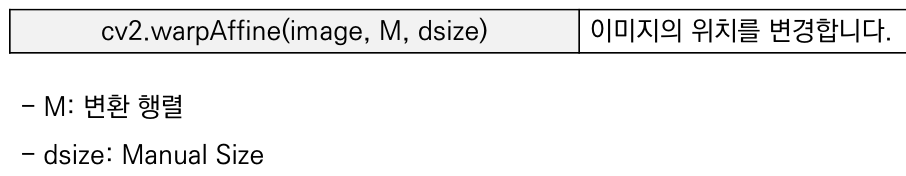 cv2.warpAffine(image, M, dsize) 이미지의 위치를 변경합니다.
- M: 변환 행렬
- dsize: Manual Size